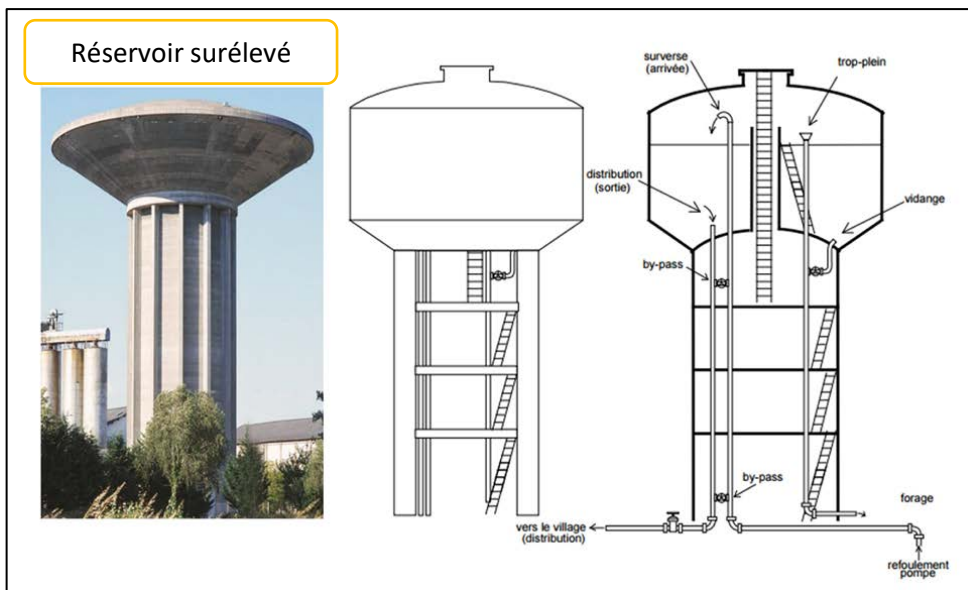 Réservoir surélevé
surverse
(arrivée)
trop-plein
distribution
(sortie)
vidange
by-pass
by-pass
forage
vers le village
(distribution)
refoulement
pompe